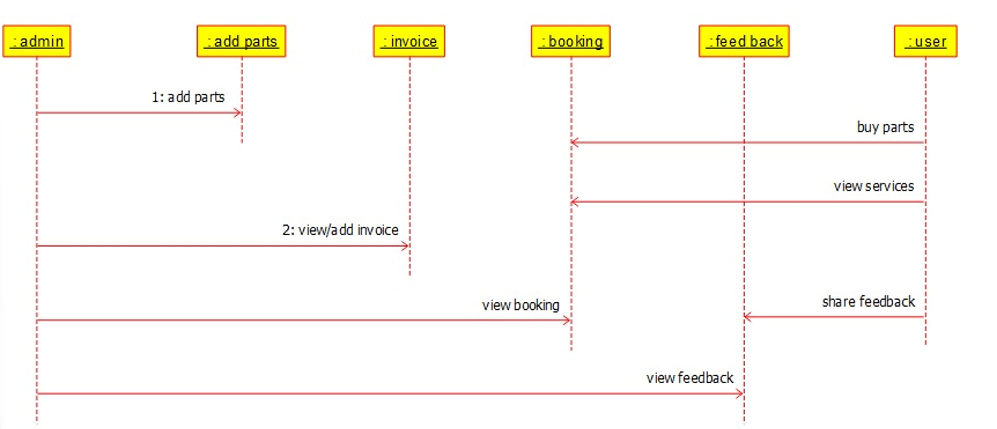 : admin
: add parts
: invoice
: booking
: feed back
: user
1: add parts
buy parts
view services
2: view/add invoice
view booking
share feedback
view feedback